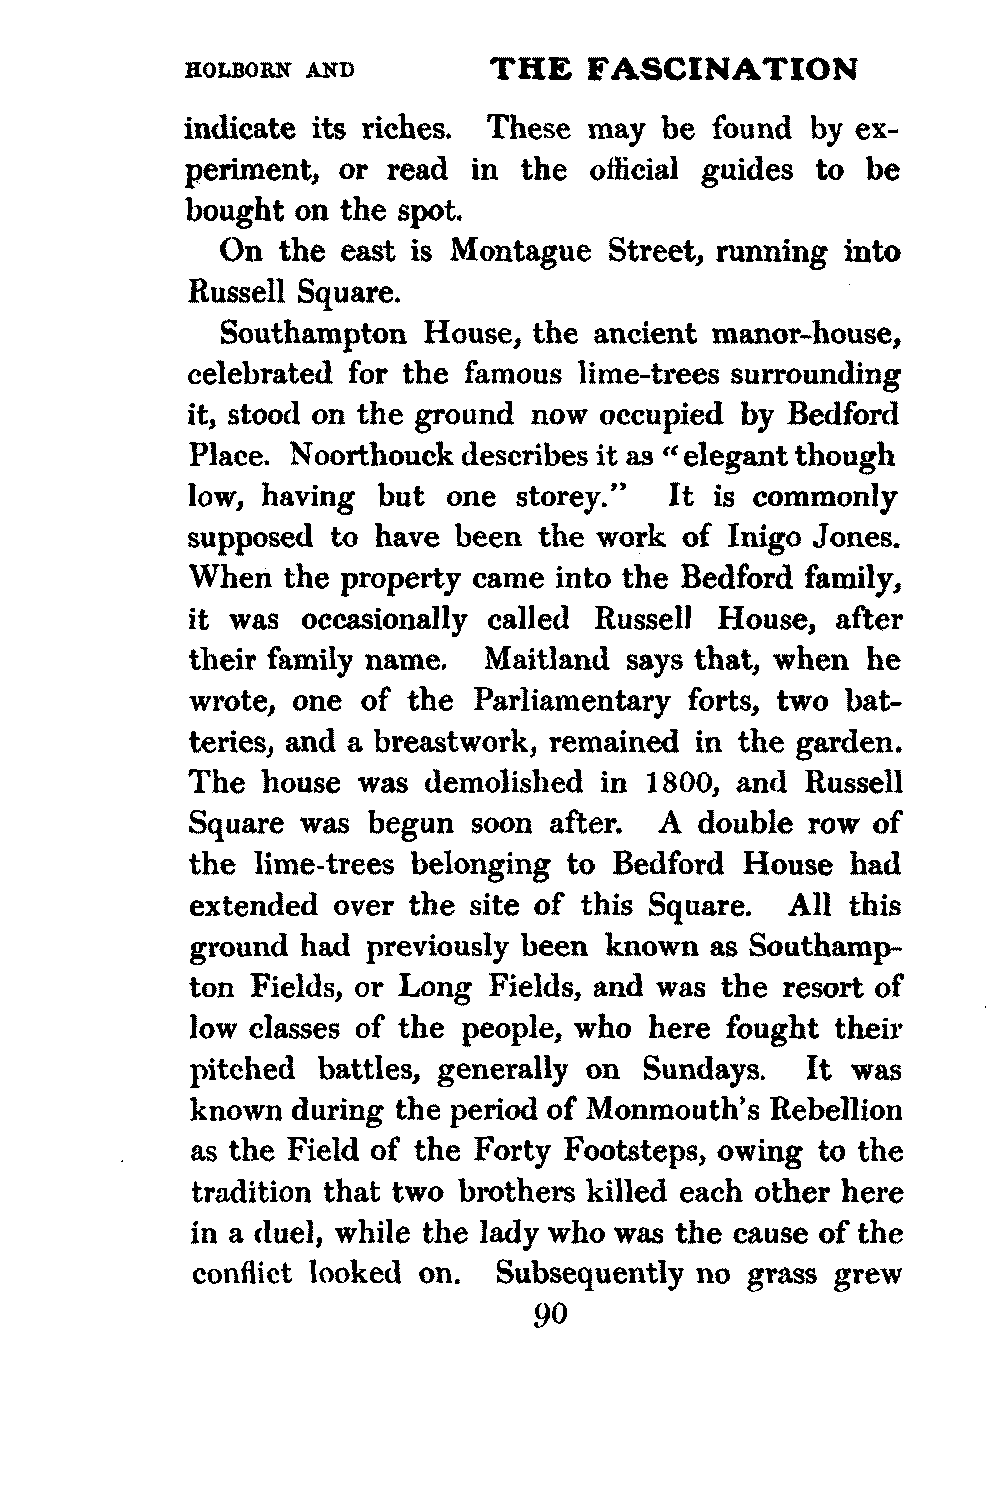 HOLBORN AND THE FASCINATION
indicate its riches. These may be found by ex-
periment, or read in the official guides to be
bought on the spot.
On the east is Montague Street, running into
Russell Square.
Southampton House, the ancient manor-house,
celebrated for the famous lime-trees surrounding
it, stood on the ground now occupied by Bedford
Place. Noorthouck describes it as “elegant though
low, having but one storey.” It is commonly
supposed to have been the work of Inigo Jones.
When the property came into the Bedford family,
it was occasionally called Russell House, after
their family name. Maitland says that, when he
wrote, one of the Parliamentary forts, two bat-
teries, and a breastwork, remained in the garden.
The house was demolished in 1800, and Russell
Square was begun soon after. A double row of
the lime-trees belonging to Bedford House had
extended over the site of this Square. All this
ground had previously been known as Southamp-
ton Fields, or Long Fields, and was the resort of
low classes of the people, who here fought their
pitched battles, generally on Sundays. It was
known during the period of Monmouth's Rebellion
as the Field of the Forty Footsteps, owing to the
tradition that two brothers killed each other here
in a duel, while the lady who was the cause of the
conflict looked on. Subsequently no grass grew
90